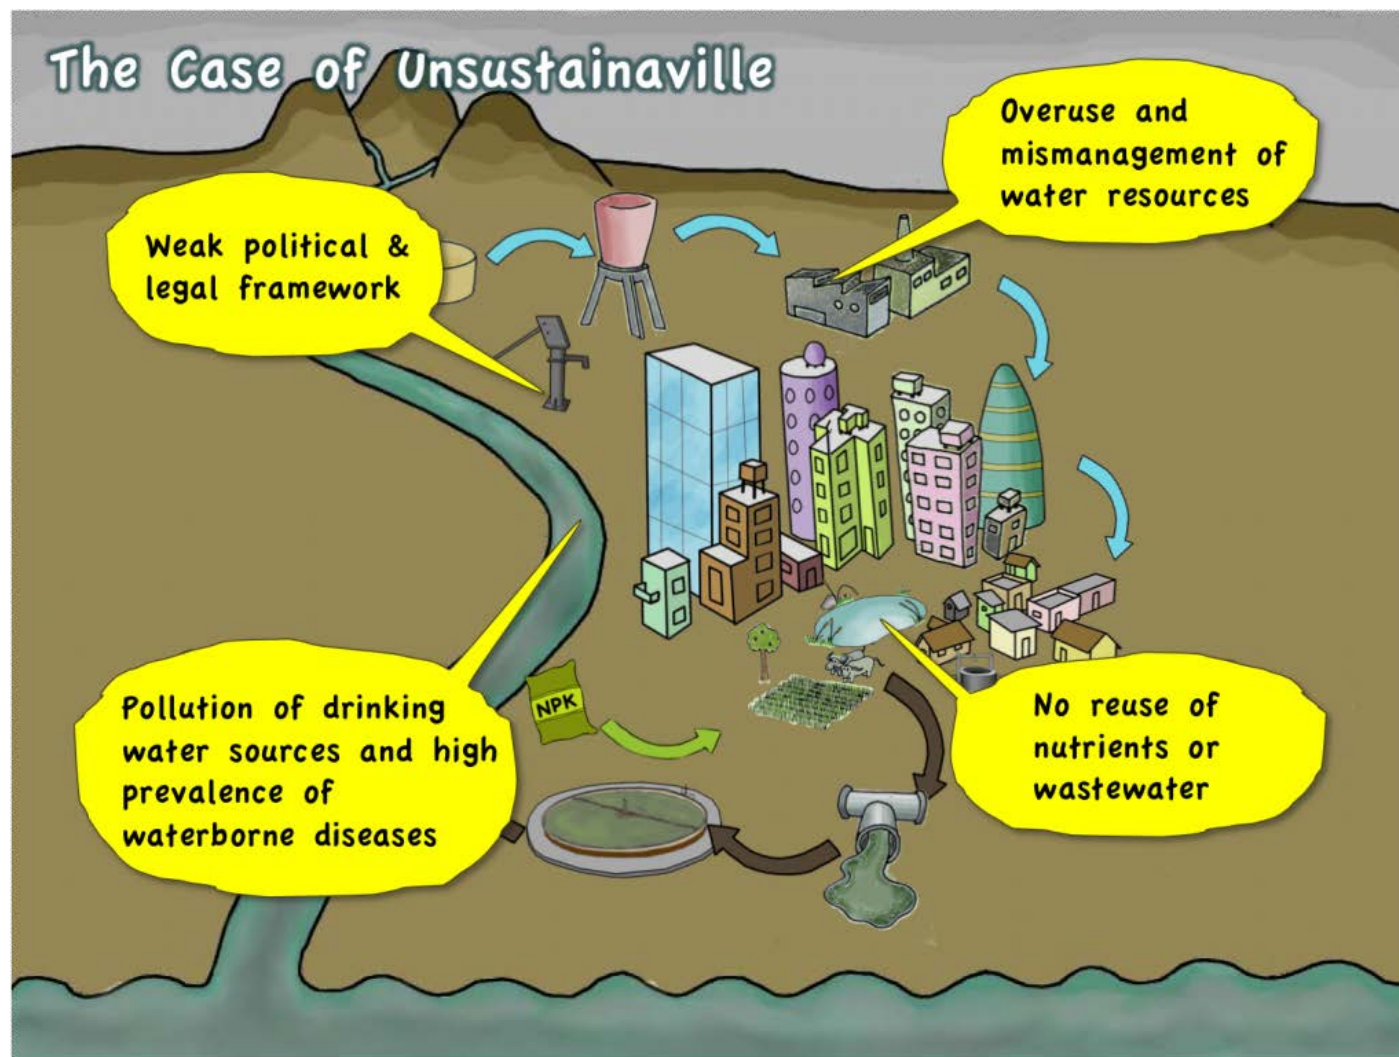 The Case of Unsustainaville
Overuse and
mismanagement of
water resources
Weak political &
legal framework
Pollution of drinking
water sources and high
prevalence of
waterborne diseases
NPK
No reuse of
nutrients or
wastewater